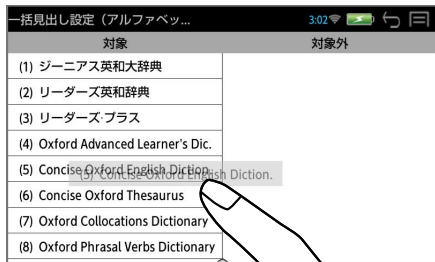 一括見出し設定（アルファベッ...
3:02
対象
対象外
(1) ジーニアス英和大辞典
(2) リーダーズ英和辞典
(3) リーダーズ･プラス
(4) Oxford Advanced Learner's Dic.
(5) Concise Oxford English Diction.
(5) Concise Oxford English Diction.
(6) Concise Oxford Thesaurus
(7) Oxford Collocations Dictionary
(8) Oxford Phrasal Verbs Dictionary